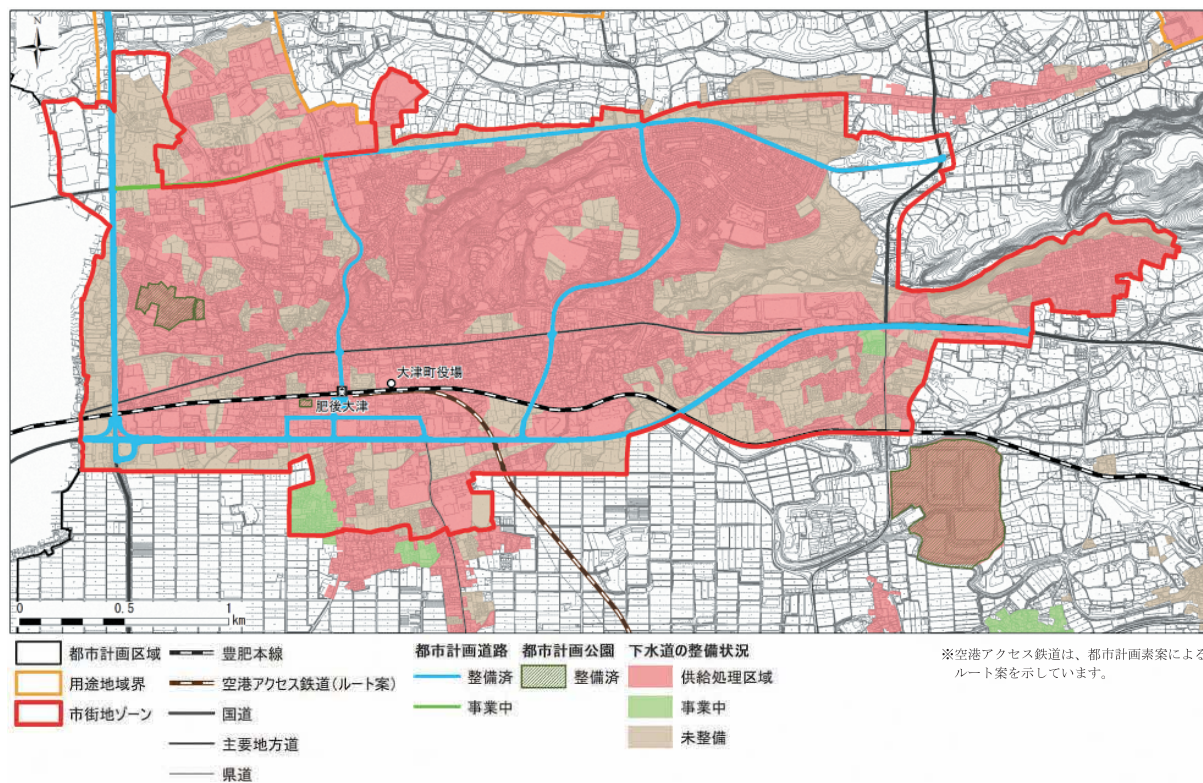 N
大津町役場
肥後大津
0 0.5 1
km
都市計画区域
用途地域界
市街地ゾーン
豊肥本線
空港アクセス鉄道(ルート案)
国道
主要地方道
県道
都市計画道路
整備済
事業中
都市計画公園
整備済
下水道の整備状況
供給処理区域
事業中
未整備
※空港アクセス鉄道は、都市計画素案による
ルート案を示しています。